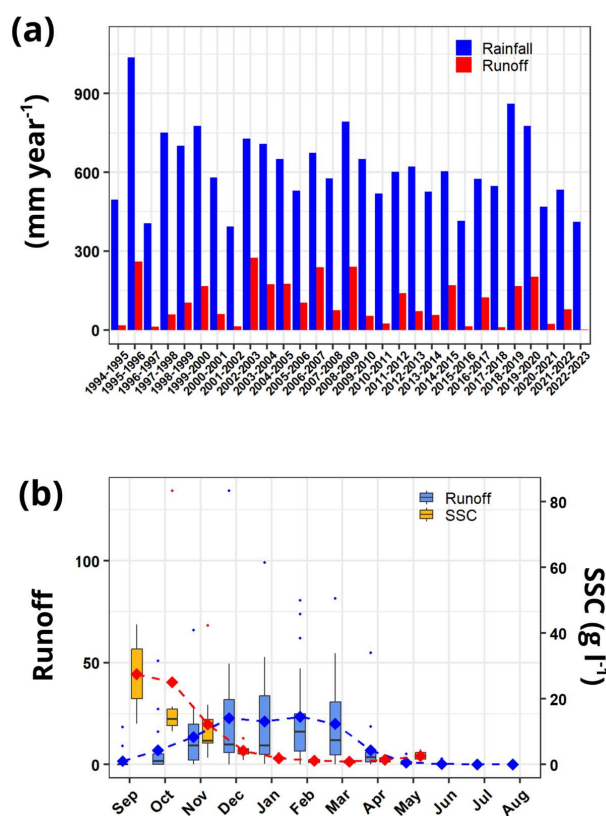 (a)
Rainfall
Runoff
(mm year-1)
900
600
300
0
1994-1995
1995-1996
1996-1997
1997-1998
1998-1999
1999-2000
2000-2001
2001-2002
2002-2003
2003-2004
2004-2005
2005-2006
2006-2007
2007-2008
2008-2009
2009-2010
2010-2011
2011-2012
2012-2013
2013-2014
2014-2015
2015-2016
2016-2017
2017-2018
2018-2019
2019-2020
2020-2021
2021-2022
2022-2023
(b)
Runoff
SSC
Runoff
100
50
0
80
60
40
20
0
SSC (g l-1)
Sep
Oct
Nov
Dec
Jan
Feb
Mar
Apr
May
Jun
Jul
Aug